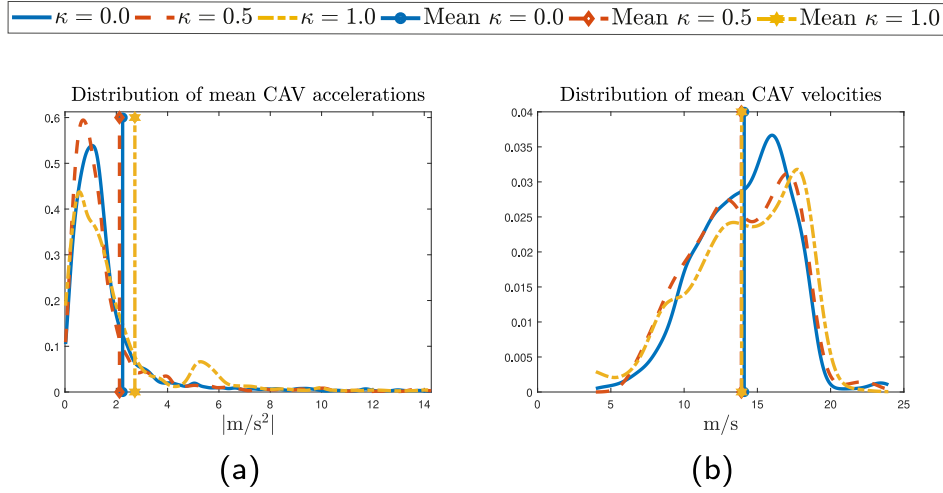 κ = 0.0 κ = 0.5 κ = 1.0 Mean κ = 0.0 Mean κ = 0.5 Mean κ = 1.0
Distribution of mean CAV accelerations
0.6
0.5
0.4
0.3
0.2
0.1
0
0 2 4 6 8 10 12 14
|m/s²|
(a)
Distribution of mean CAV velocities
0.04
0.035
0.03
0.025
0.02
0.015
0.01
0.005
0
0 5 10 15 20 25
m/s
(b)